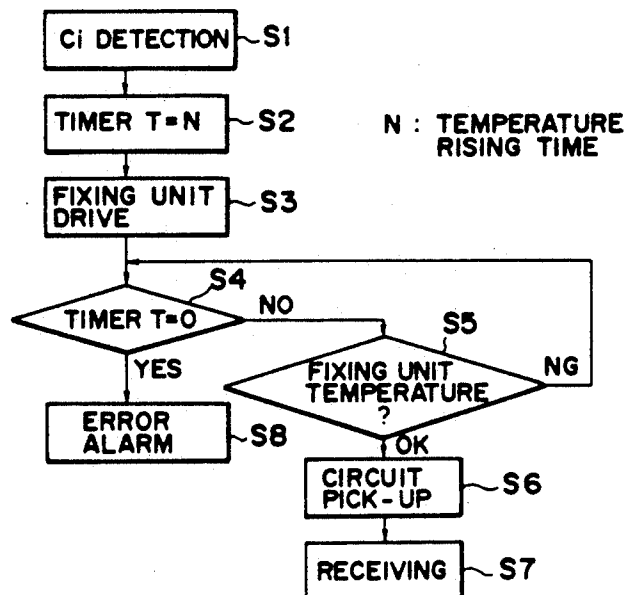 Ci DETECTION
S1
TIMER T=N
S2
N : TEMPERATURE
RISING TIME
FIXING UNIT
DRIVE
S3
S4
TIMER T=0
NO
YES
S5
FIXING UNIT
TEMPERATURE
?
NG
OK
ERROR
ALARM
S8
CIRCUIT
PICK-UP
S6
RECEIVING
S7